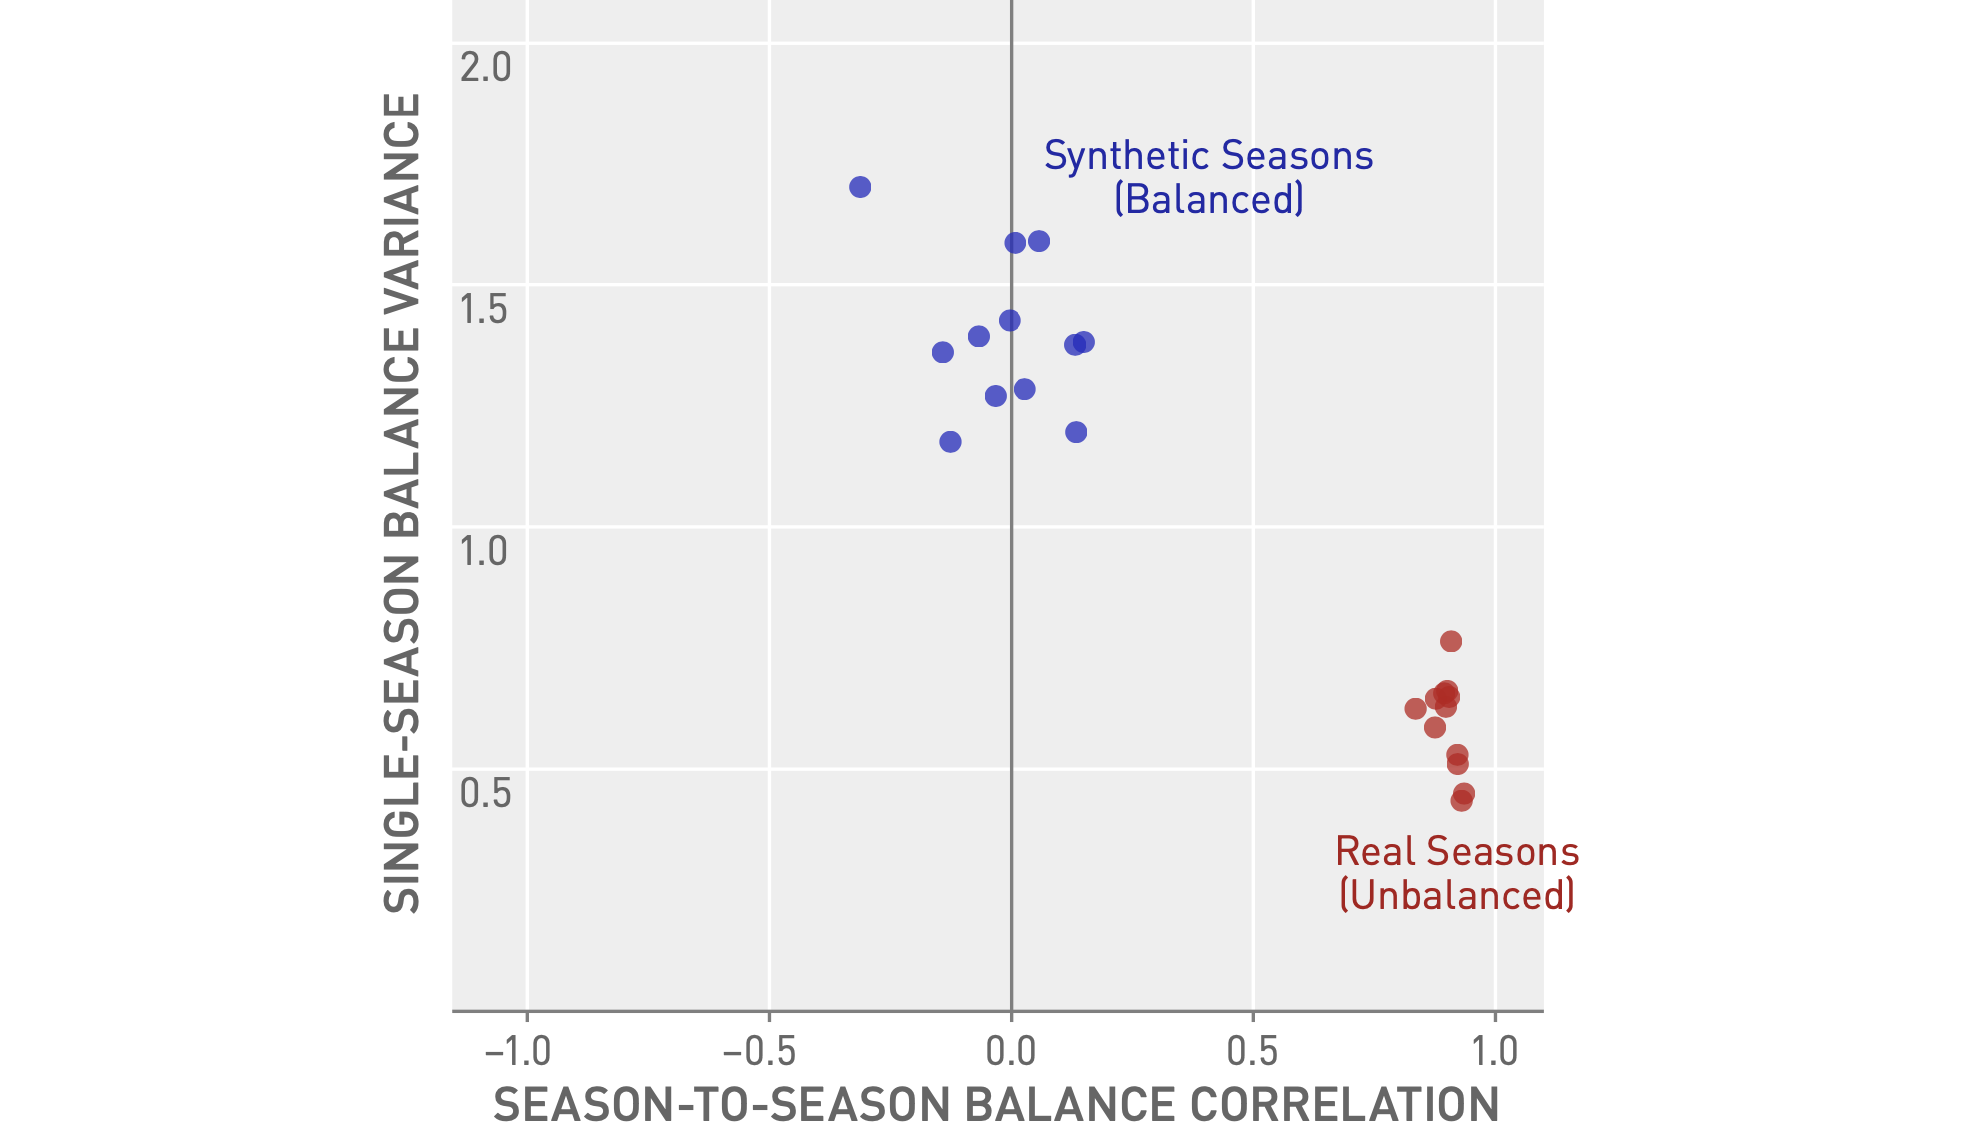 SINGLE-SEASON BALANCE VARIANCE
2.0
1.5
1.0
0.5
Synthetic Seasons
(Balanced)
Real Seasons
(Unbalanced)
–1.0
–0.5
0.0
0.5
1.0
SEASON-TO-SEASON BALANCE CORRELATION